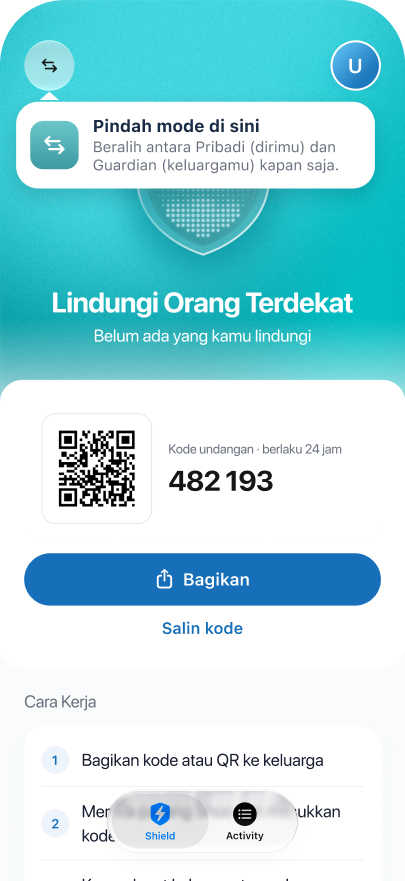 U
Pindah mode di sini
Beralih antara Pribadi (dirimu) dan
Guardian (keluargamu) kapan saja.
Lindungi Orang Terdekat
Belum ada yang kamu lindungi
Kode undangan · berlaku 24 jam
482 193
Bagikan
Salin kode
Cara Kerja
1 Bagikan kode atau QR ke keluarga
2
kode
Shield
Activity